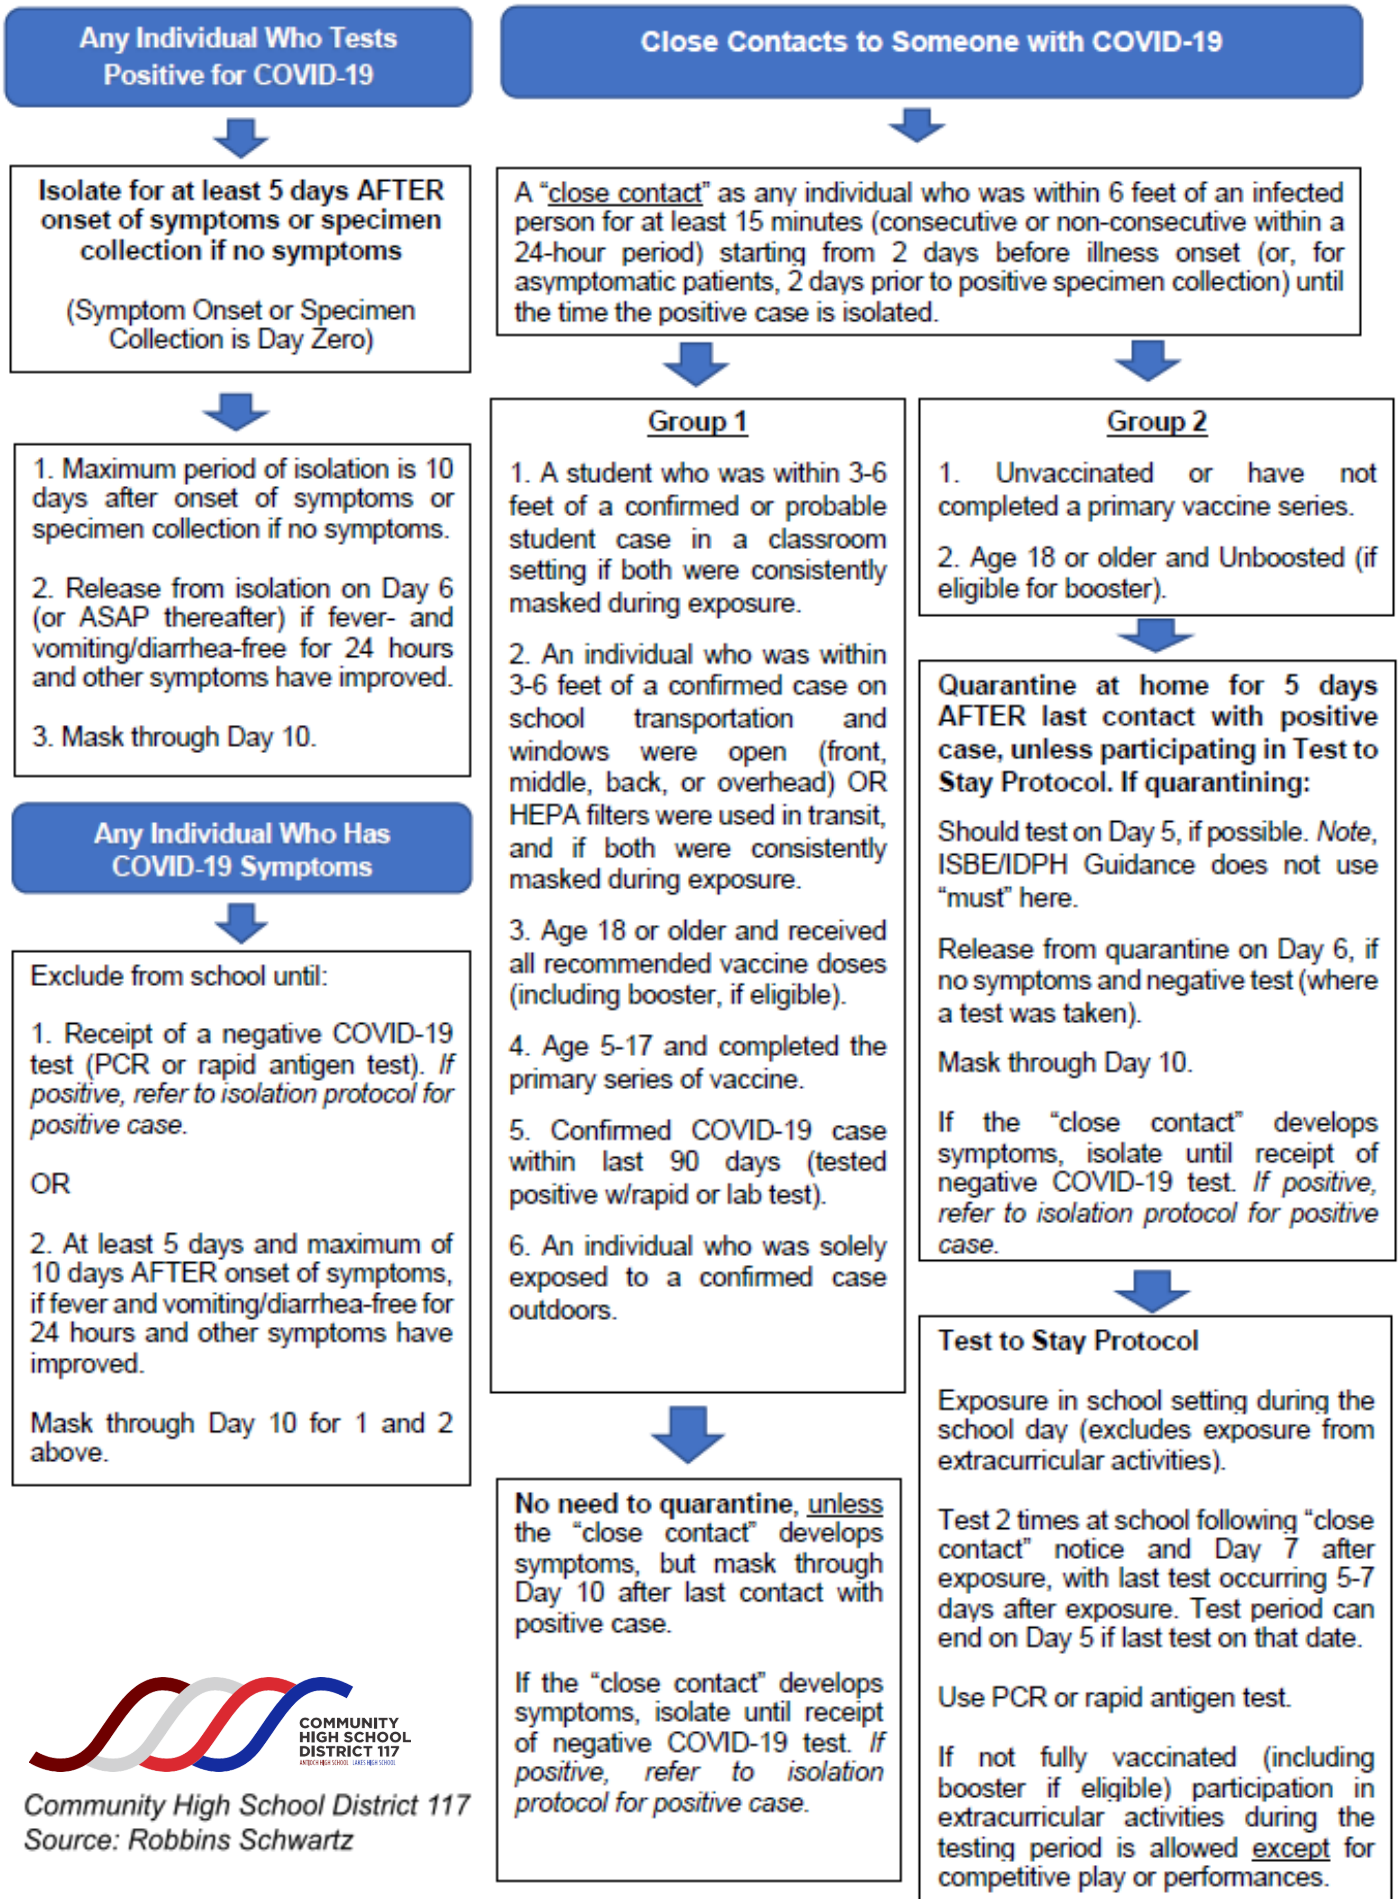 Any Individual Who Tests
Positive for COVID-19
Isolate for at least 5 days AFTER
onset of symptoms or specimen
collection if no symptoms
(Symptom Onset or Specimen
Collection is Day Zero)
1. Maximum period of isolation is 10
days after onset of symptoms or
specimen collection if no symptoms.
2. Release from isolation on Day 6
(or ASAP thereafter) if fever- and
vomiting/diarrhea-free for 24 hours
and other symptoms have improved.
3. Mask through Day 10.
Any Individual Who Has
COVID-19 Symptoms
Exclude from school until:
1. Receipt of a negative COVID-19
test (PCR or rapid antigen test). If
positive, refer to isolation protocol for
positive case.
OR
2. At least 5 days and maximum of
10 days AFTER onset of symptoms,
if fever and vomiting/diarrhea-free for
24 hours and other symptoms have
improved.
Mask through Day 10 for 1 and 2
above.
Close Contacts to Someone with COVID-19
A “close contact” as any individual who was within 6 feet of an infected
person for at least 15 minutes (consecutive or non-consecutive within a
24-hour period) starting from 2 days before illness onset (or, for
asymptomatic patients, 2 days prior to positive specimen collection) until
the time the positive case is isolated.
Group 1
1. A student who was within 3-6
feet of a confirmed or probable
student case in a classroom
setting if both were consistently
masked during exposure.
2. An individual who was within
3-6 feet of a confirmed case on
school transportation and
windows were open (front,
middle, back, or overhead) OR
HEPA filters were used in transit,
and if both were consistently
masked during exposure.
3. Age 18 or older and received
all recommended vaccine doses
(including booster, if eligible).
4. Age 5-17 and completed the
primary series of vaccine.
5. Confirmed COVID-19 case
within last 90 days (tested
positive w/rapid or lab test).
6. An individual who was solely
exposed to a confirmed case
outdoors.
No need to quarantine, unless
the “close contact” develops
symptoms, but mask through
Day 10 after last contact with
positive case.
If the “close contact” develops
symptoms, isolate until receipt
of negative COVID-19 test. If
positive, refer to isolation
protocol for positive case.
Group 2
1. Unvaccinated or have not
completed a primary vaccine series.
2. Age 18 or older and Unboosted (if
eligible for booster).
Quarantine at home for 5 days
AFTER last contact with positive
case, unless participating in Test to
Stay Protocol. If quarantining:
Should test on Day 5, if possible. Note,
ISBE/IDPH Guidance does not use
“must” here.
Release from quarantine on Day 6, if
no symptoms and negative test (where
a test was taken).
Mask through Day 10.
If the “close contact” develops
symptoms, isolate until receipt of
negative COVID-19 test. If positive,
refer to isolation protocol for positive
case.
Test to Stay Protocol
Exposure in school setting during the
school day (excludes exposure from
extracurricular activities).
Test 2 times at school following “close
contact” notice and Day 7 after
exposure, with last test occurring 5-7
days after exposure. Test period can
end on Day 5 if last test on that date.
Use PCR or rapid antigen test.
If not fully vaccinated (including
booster if eligible) participation in
extracurricular activities during the
testing period is allowed except for
competitive play or performances.
COMMUNITY
HIGH SCHOOL
DISTRICT 117
ANTIOCH HIGH SCHOOL LAKES HIGH SCHOOL
Community High School District 117
Source: Robbins Schwartz